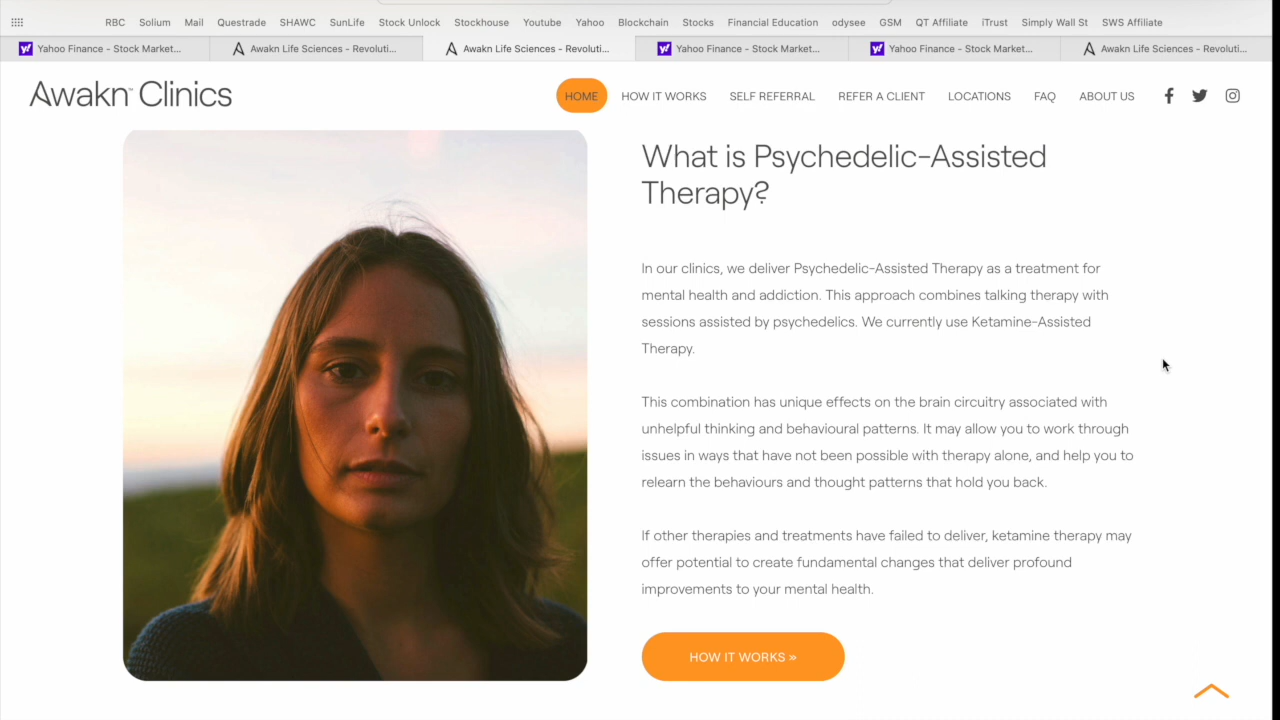 RBC Solium Mail Questrade SHAWC SunLife Stock Unlock Stockhouse Youtube Yahoo Blockchain Stocks Financial Education odysee GSM QT Affiliate iTrust Simply Wall St SWS Affiliate
Yahoo Finance - Stock Market... Awakn Life Sciences - Revoluti... Awakn Life Sciences - Revoluti... Yahoo Finance - Stock Market... Yahoo Finance - Stock Market... Awakn Life Sciences - Revoluti...
Awakn™ Clinics
HOME HOW IT WORKS SELF REFERRAL REFER A CLIENT LOCATIONS FAQ ABOUT US
What is Psychedelic-Assisted
Therapy?
In our clinics, we deliver Psychedelic-Assisted Therapy as a treatment for
mental health and addiction. This approach combines talking therapy with
sessions assisted by psychedelics. We currently use Ketamine-Assisted
Therapy.
This combination has unique effects on the brain circuitry associated with
unhelpful thinking and behavioural patterns. It may allow you to work through
issues in ways that have not been possible with therapy alone, and help you to
relearn the behaviours and thought patterns that hold you back.
If other therapies and treatments have failed to deliver, ketamine therapy may
offer potential to create fundamental changes that deliver profound
improvements to your mental health.
HOW IT WORKS »